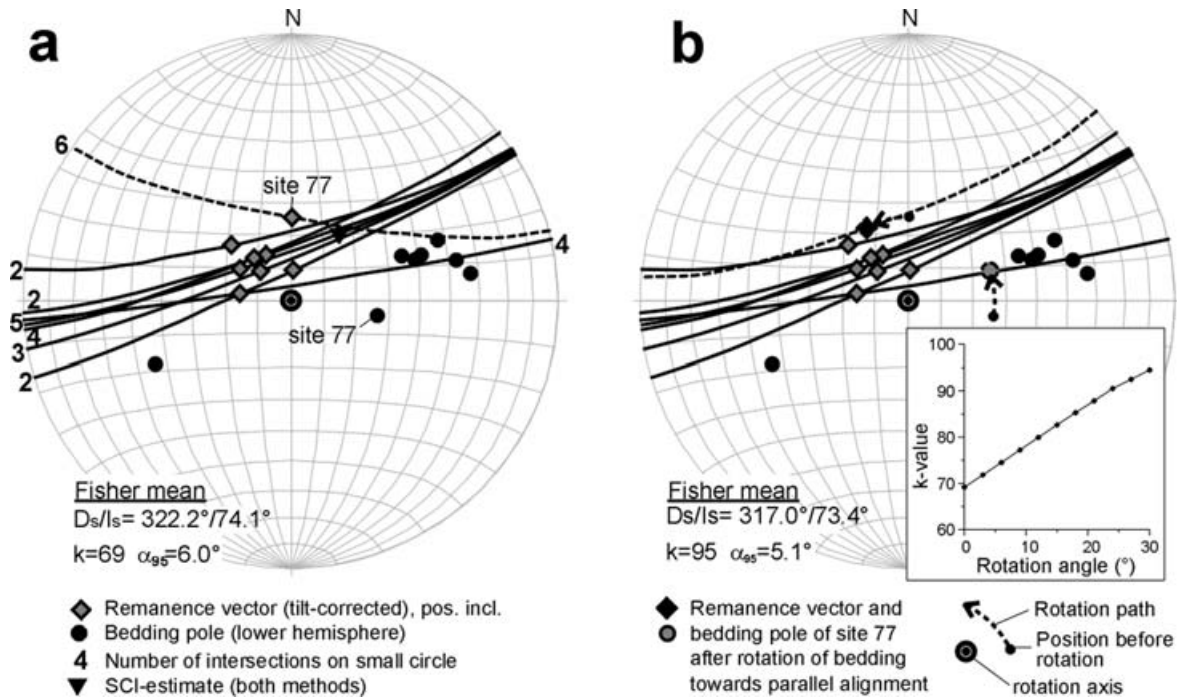 a
N
6
site 77
4
2
2
5
4
3
2
site 77
Fisher mean
Ds/Is= 322.2°/74.1°
k=69 α95=6.0°
Remanence vector (tilt-corrected), pos. incl.
Bedding pole (lower hemisphere)
4 Number of intersections on small circle
SCI-estimate (both methods)
b
N
Fisher mean
Ds/Is= 317.0°/73.4°
k=95 α95=5.1°
100
90
80
70
60
k-value
0 10 20 30
Rotation angle (°)
Remanence vector and
bedding pole of site 77
after rotation of bedding
towards parallel alignment
Rotation path
Position before
rotation
rotation axis